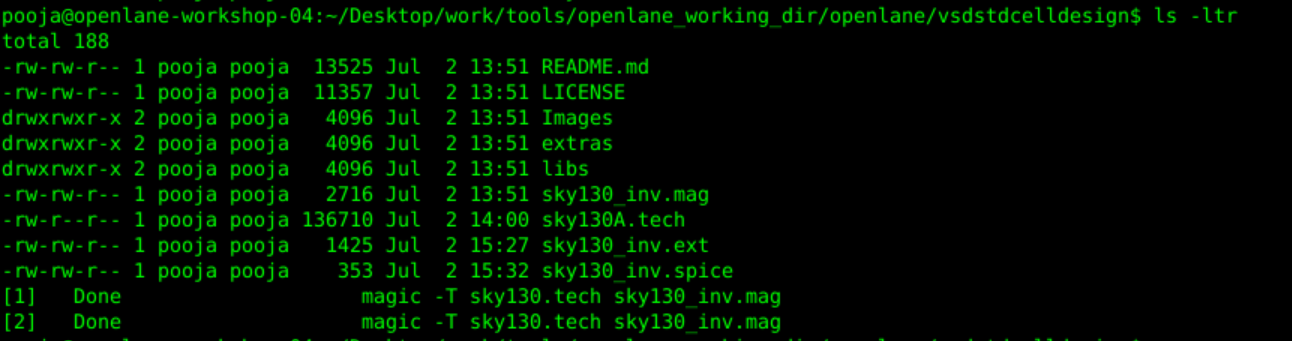 pooja@openlane-workshop-04:~/Desktop/work/tools/openlane_working_dir/openlane/vsdstdcelldesign$ ls -ltr
total 188
-rw-rw-r-- 1 pooja pooja  13525 Jul  2 13:51 README.md
-rw-rw-r-- 1 pooja pooja  11357 Jul  2 13:51 LICENSE
drwxrwxr-x 2 pooja pooja   4096 Jul  2 13:51 Images
drwxrwxr-x 2 pooja pooja   4096 Jul  2 13:51 extras
drwxrwxr-x 2 pooja pooja   4096 Jul  2 13:51 libs
-rw-rw-r-- 1 pooja pooja   2716 Jul  2 13:51 sky130_inv.mag
-rw-r--r-- 1 pooja pooja 136710 Jul  2 14:00 sky130A.tech
-rw-rw-r-- 1 pooja pooja   1425 Jul  2 15:27 sky130_inv.ext
-rw-rw-r-- 1 pooja pooja    353 Jul  2 15:32 sky130_inv.spice
[1]   Done                    magic -T sky130.tech sky130_inv.mag
[2]   Done                    magic -T sky130.tech sky130_inv.mag